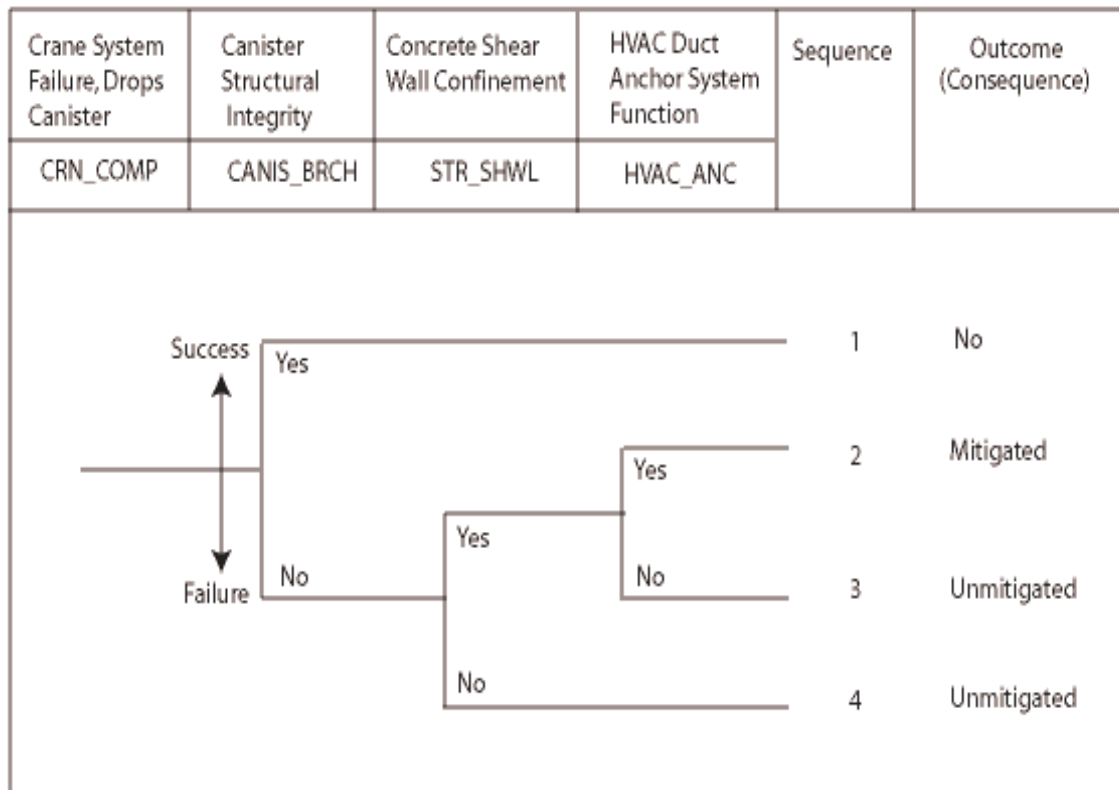 Crane System
Failure, Drops
Canister
Canister
Structural
Integrity
Concrete Shear
Wall Confinement
HVAC Duct
Anchor System
Function
Sequence
Outcome
(Consequence)
CRN_COMP
CANIS_BRCH
STR_SHWL
HVAC_ANC
Success
Yes
1
No
Yes
2
Mitigated
Yes
Failure
No
No
3
Unmitigated
No
4
Unmitigated